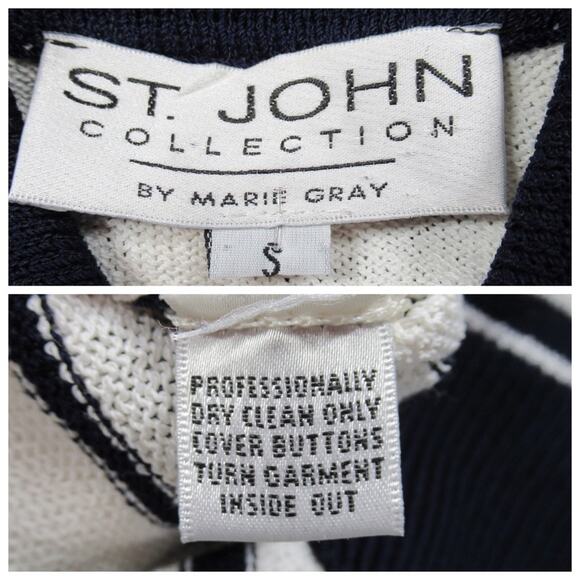 ST. JOHN
COLLECTION
BY MARIE GRAY
S
PROFESSIONALLY
DRY CLEAN ONLY
COVER BUTTONS
TURN GARMENT
INSIDE OUT